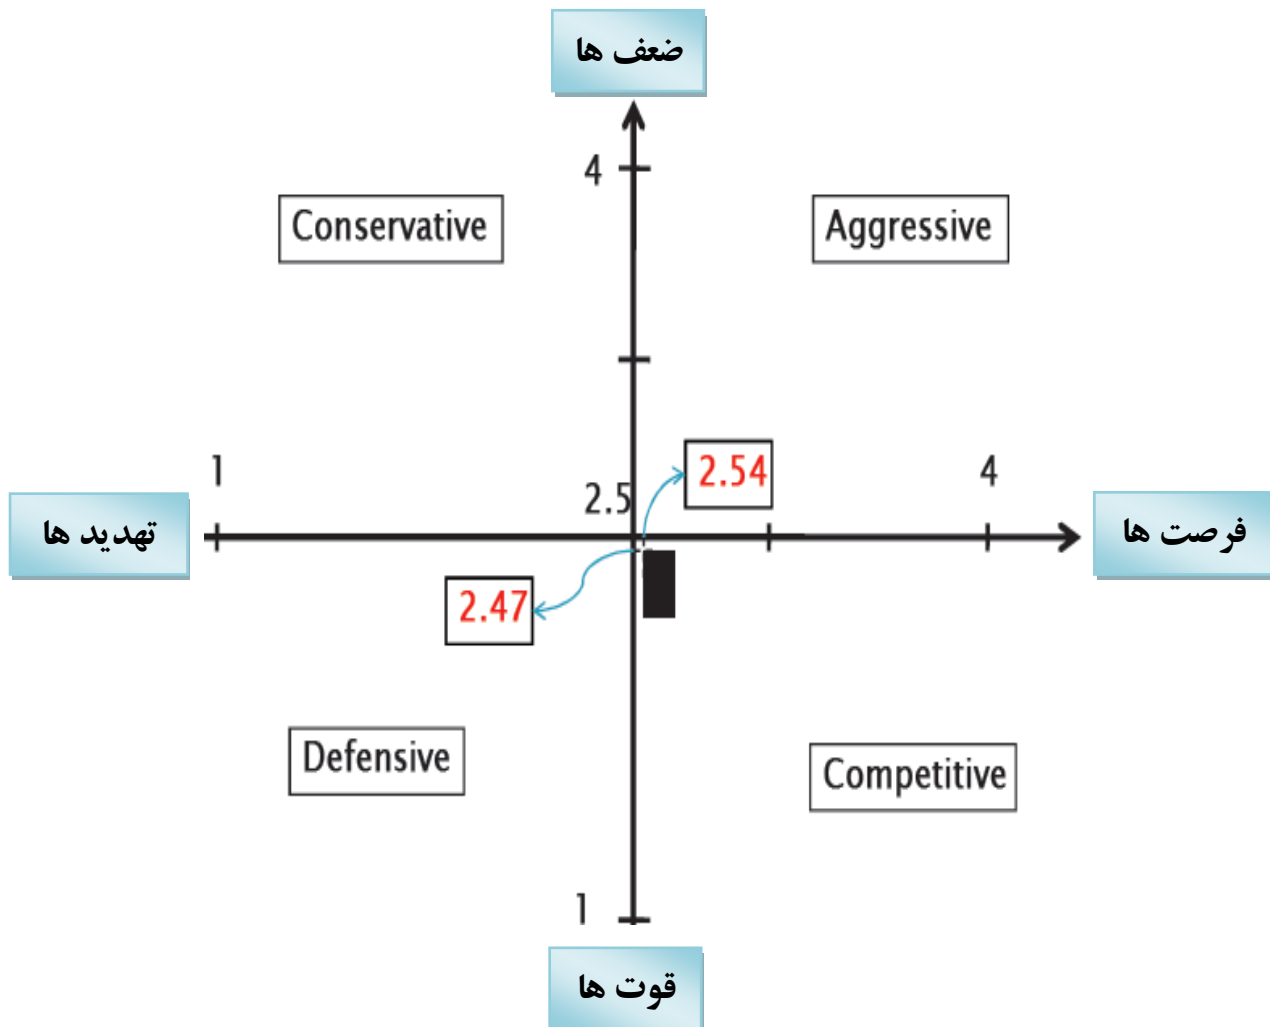 ضعف ها
4
Conservative
Aggressive
1
2.54
4
2.5
تهدید ها
فرصت ها
2.47
Defensive
Competitive
1
قوت ها